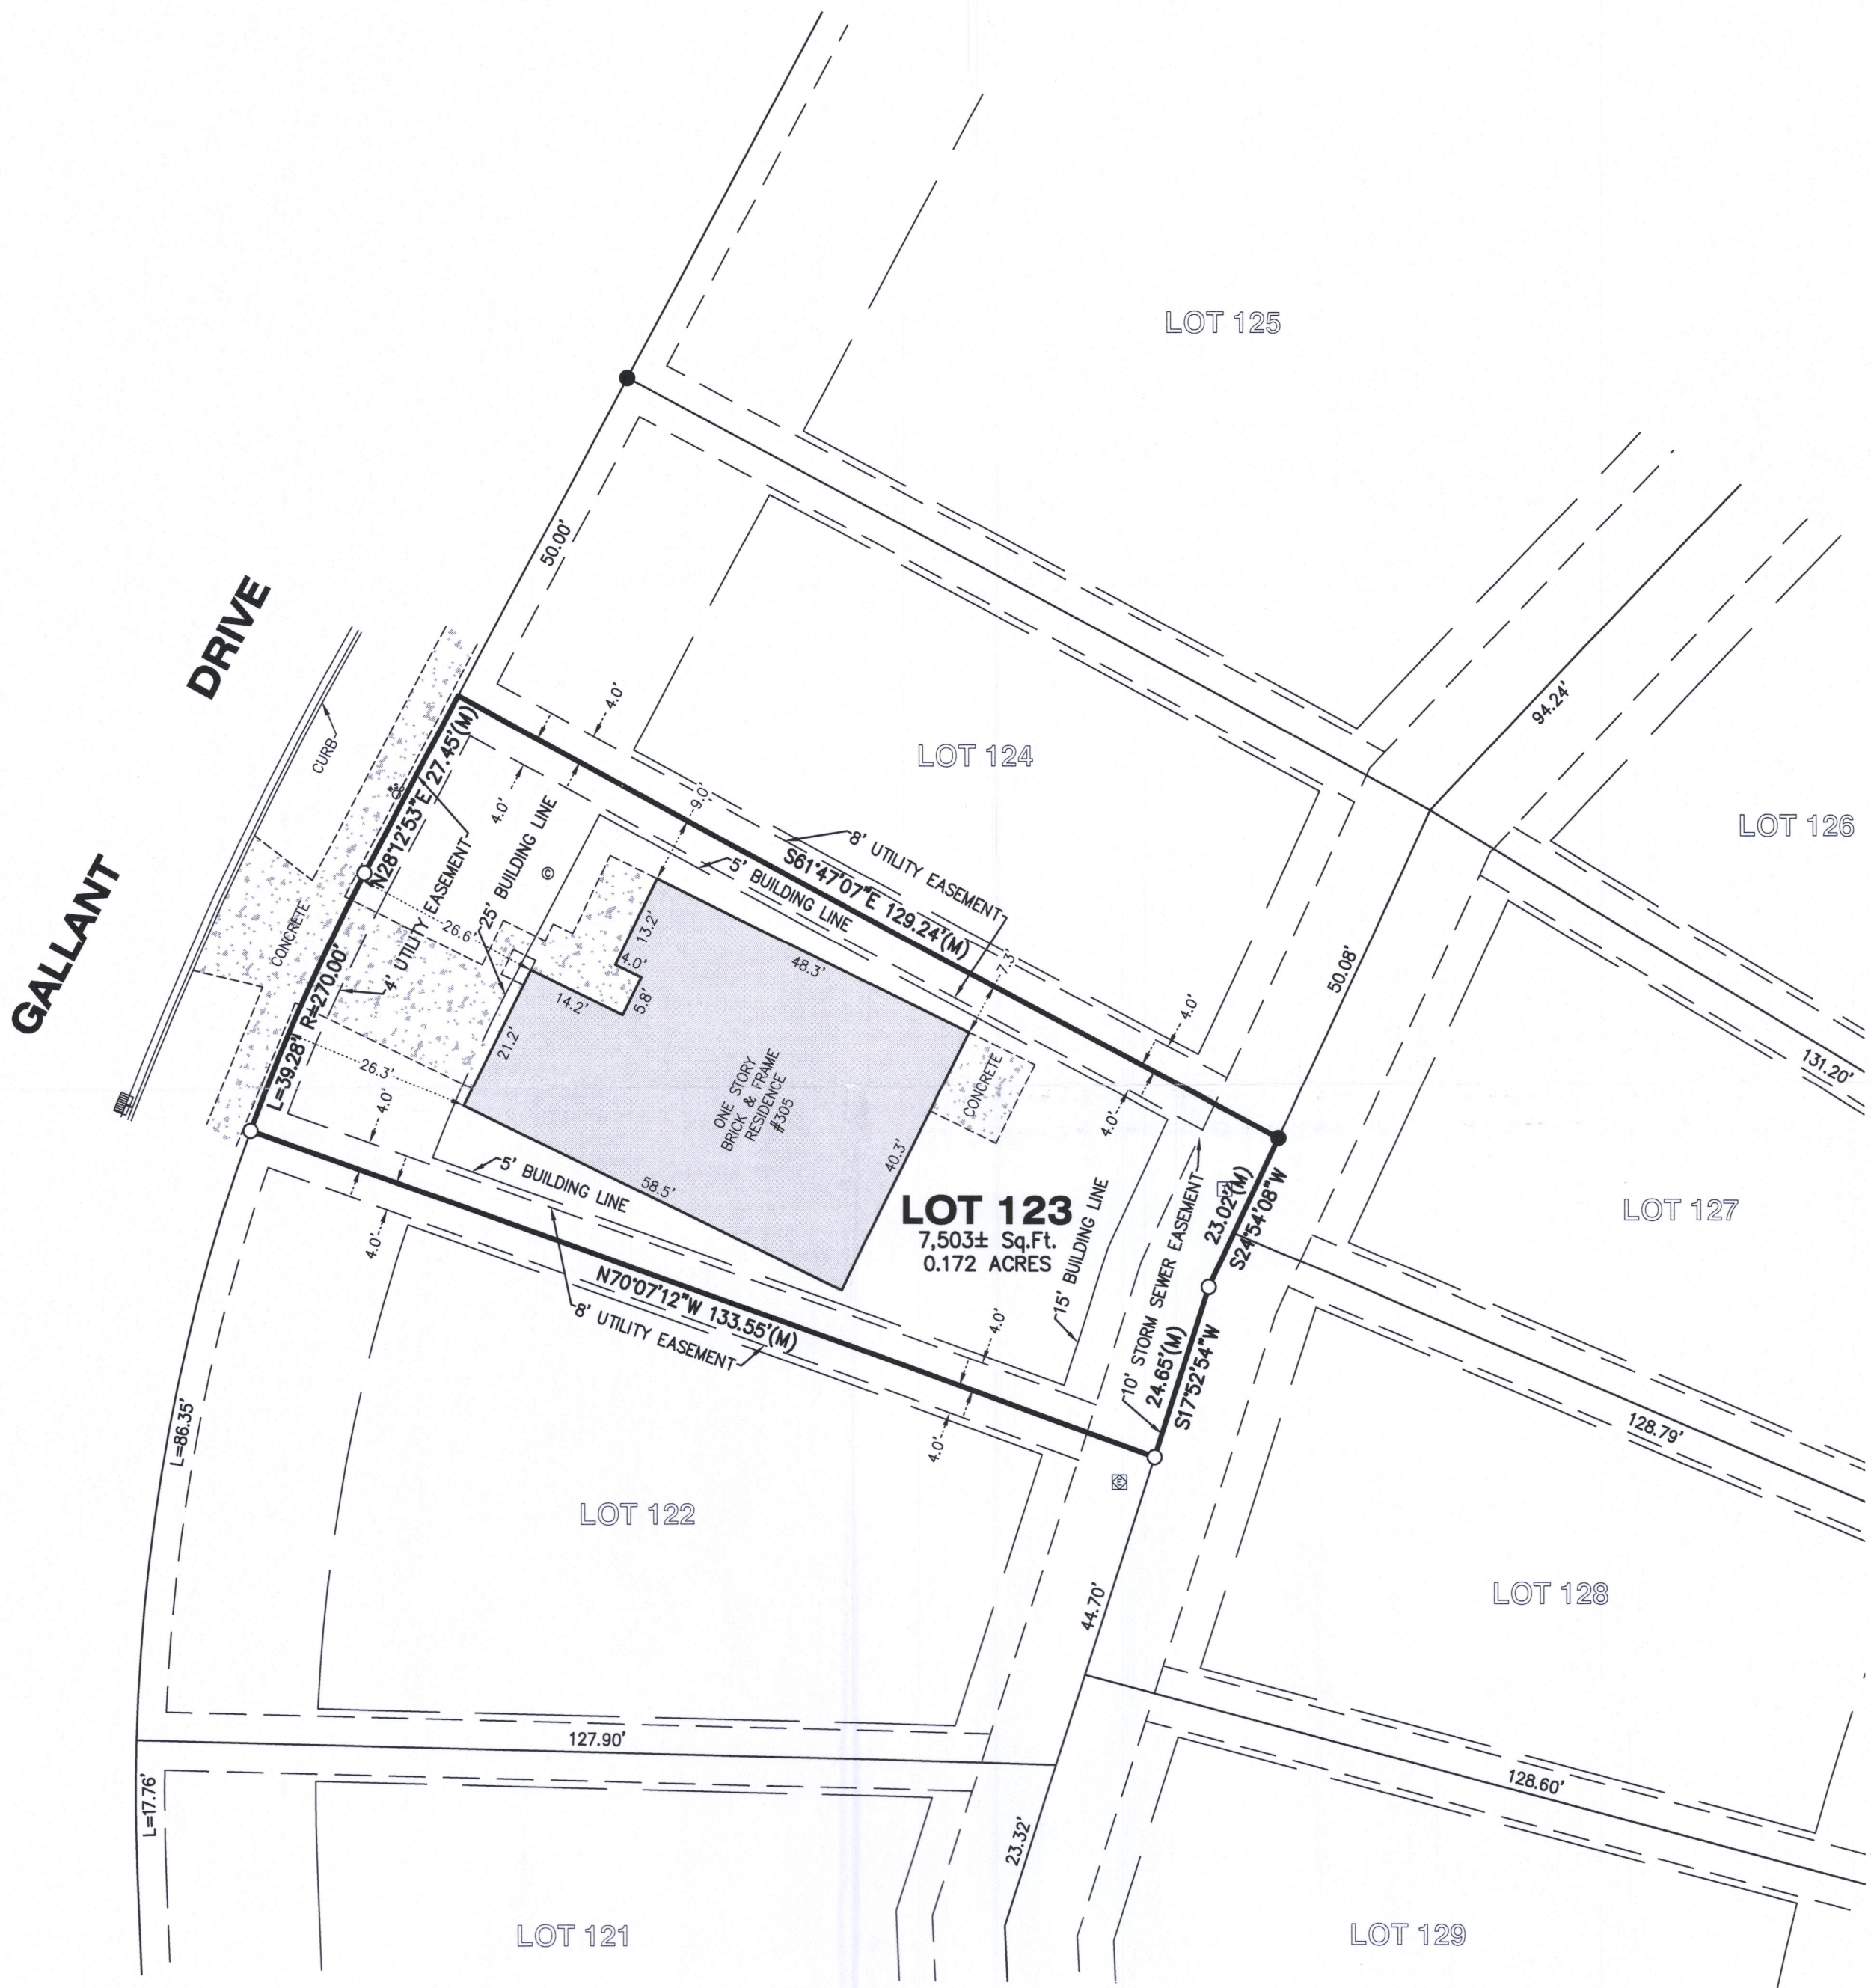 LOT 125
50.00'
DRIVE
GALLANT
CURB
94.24'
LOT 124
LOT 126
4.0'
4.0'
N28°12'53"E 27.45'(M)
9.0'
8' UTILITY EASEMENT
S61°47'07"E 129.24'(M)
5' BUILDING LINE
25' BUILDING LINE
4' UTILITY EASEMENT
©
CONCRETE
26.6'
13.2'
4.0'
5.8'
14.2'
48.3'
7.3'
50.08'
4.0'
131.20'
L=39.28' R=270.00'
21.2'
26.3'
4.0'
ONE STORY
BRICK & FRAME
RESIDENCE
#305
CONCRETE
4.0'
40.3'
58.5'
5' BUILDING LINE
4.0'
LOT 123
7,503± Sq.Ft.
0.172 ACRES
15' BUILDING LINE
10' STORM SEWER EASEMENT
23.02'(M)
S24°54'08"W
LOT 127
N70°07'12"W 133.55'(M)
8' UTILITY EASEMENT
4.0'
24.65'(M)
S17°52'54"W
4.0'
L=86.35'
128.79'
LOT 122
E
LOT 128
44.70'
127.90'
128.60'
L=17.76'
23.32'
LOT 121
LOT 129